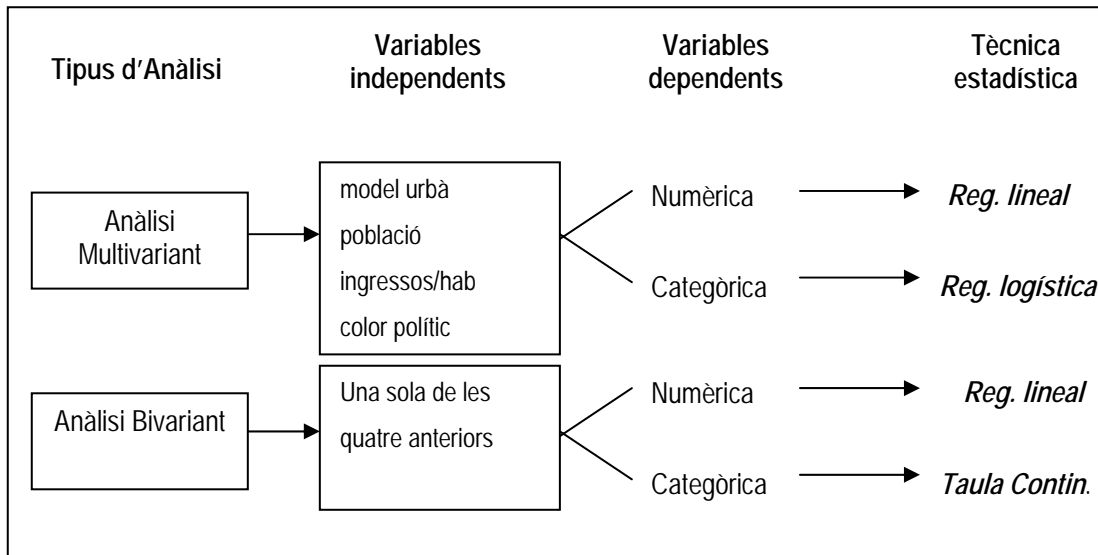 Tipus d'Anàlisi
Variables
independents
Variables
dependents
Tècnica
estadística
Anàlisi
Multivariant
model urbà
població
ingressos/hab
color polític
Numèrica
Reg. lineal
Categòrica
Reg. logística
Anàlisi Bivariant
Una sola de les
quatre anteriors
Numèrica
Reg. lineal
Categòrica
Taula Contin.